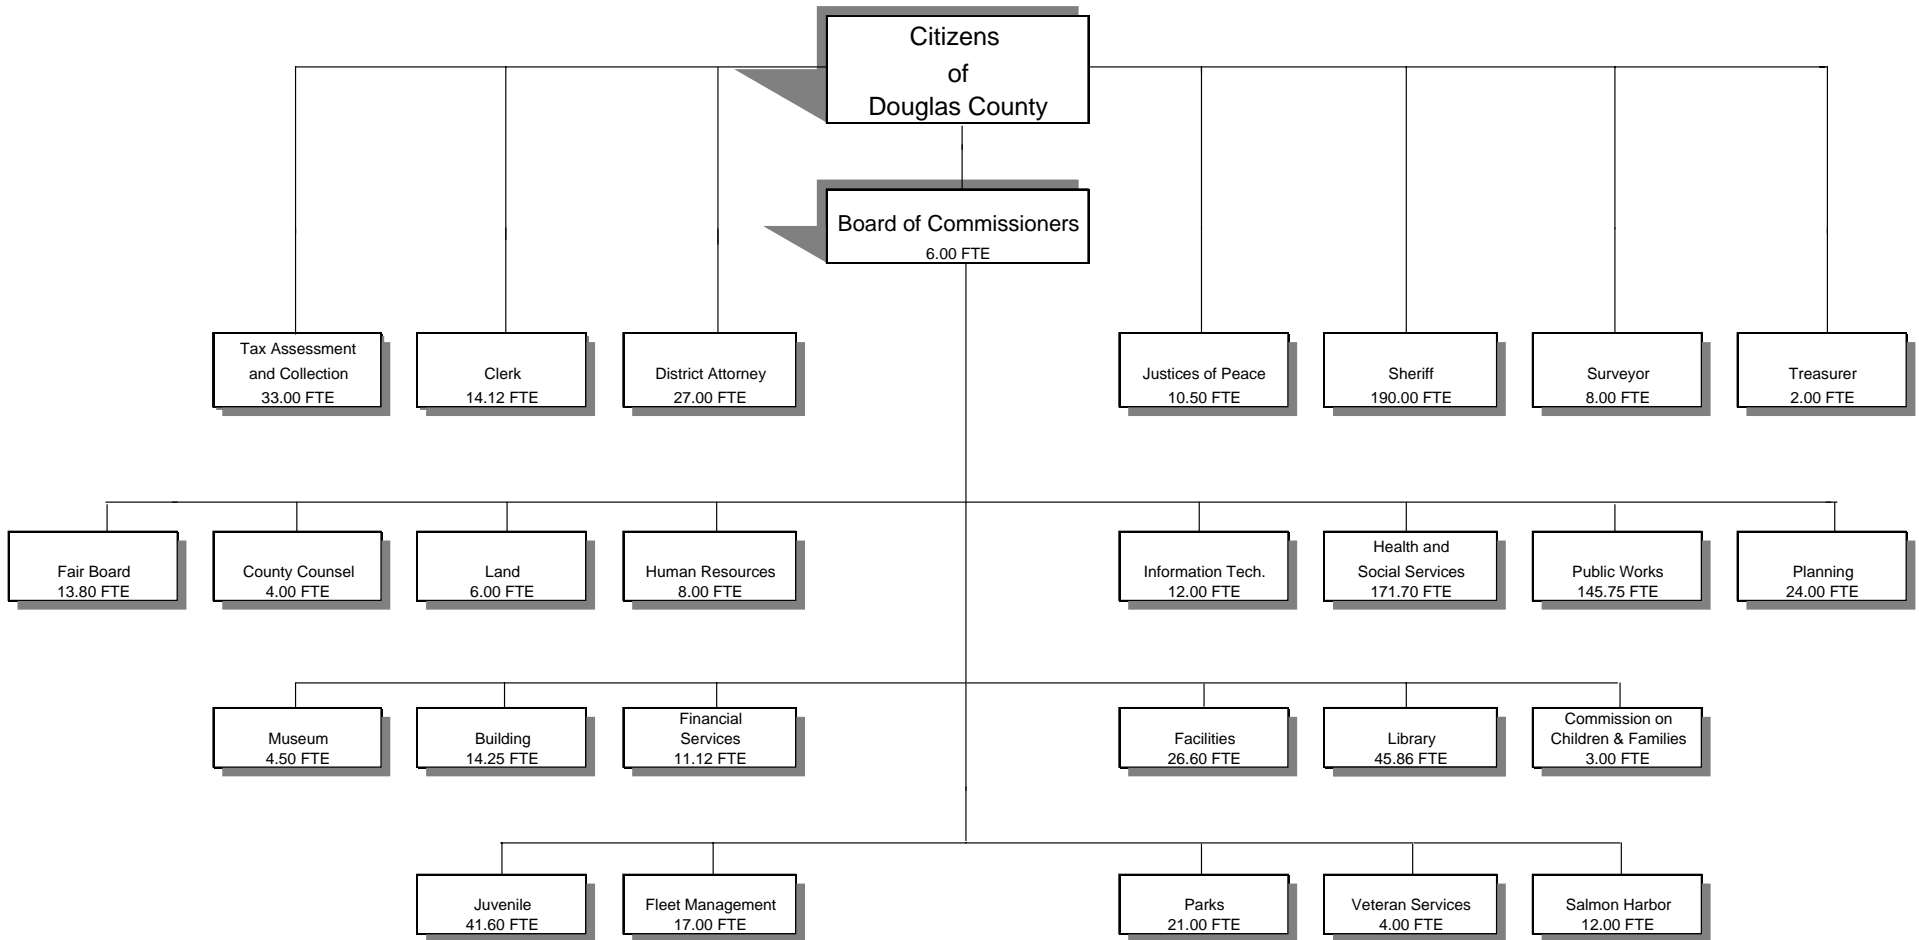 Citizens
of
Douglas County
Board of Commissioners
6.00 FTE
Tax Assessment
and Collection
33.00 FTE
Clerk
14.12 FTE
District Attorney
27.00 FTE
Justices of Peace
10.50 FTE
Sheriff
190.00 FTE
Surveyor
8.00 FTE
Treasurer
2.00 FTE
Fair Board
13.80 FTE
County Counsel
4.00 FTE
Land
6.00 FTE
Human Resources
8.00 FTE
Information Tech.
12.00 FTE
Health and
Social Services
171.70 FTE
Public Works
145.75 FTE
Planning
24.00 FTE
Museum
4.50 FTE
Building
14.25 FTE
Financial
Services
11.12 FTE
Facilities
26.60 FTE
Library
45.86 FTE
Commission on
Children & Families
3.00 FTE
Juvenile
41.60 FTE
Fleet Management
17.00 FTE
Parks
21.00 FTE
Veteran Services
4.00 FTE
Salmon Harbor
12.00 FTE